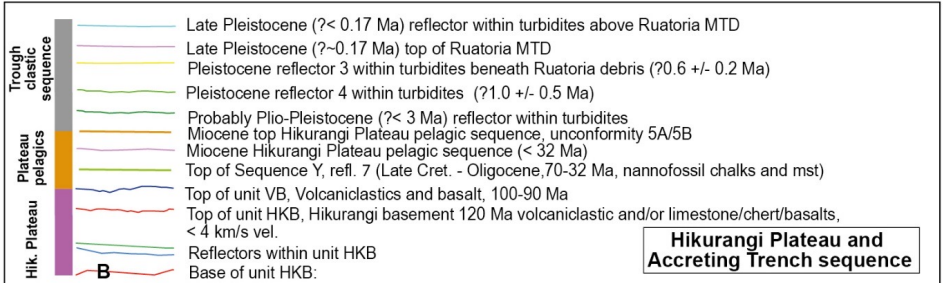 Late Pleistocene (?< 0.17 Ma) reflector within turbidites above Ruatoria MTD
Late Pleistocene (?~0.17 Ma) top of Ruatoria MTD
Pleistocene reflector 3 within turbidites beneath Ruatoria debris (?0.6 +/- 0.2 Ma)
Pleistocene reflector 4 within turbidites (?1.0 +/- 0.5 Ma)
Probably Plio-Pleistocene (?< 3 Ma) reflector within turbidites
Trough
clastic
sequence
Miocene top Hikurangi Plateau pelagic sequence, unconformity 5A/5B
Miocene Hikurangi Plateau pelagic sequence (< 32 Ma)
Top of Sequence Y, refl. 7 (Late Cret. - Oligocene,70-32 Ma, nannofossil chalks and mst)
Plateau
pelagics
Top of unit VB, Volcaniclastics and basalt, 100-90 Ma
Top of unit HKB, Hikurangi basement 120 Ma volcaniclastic and/or limestone/chert/basalts,
< 4 km/s vel.
Reflectors within unit HKB
B
Base of unit HKB:
Hik. Plateau
Hikurangi Plateau and
Accreting Trench sequence